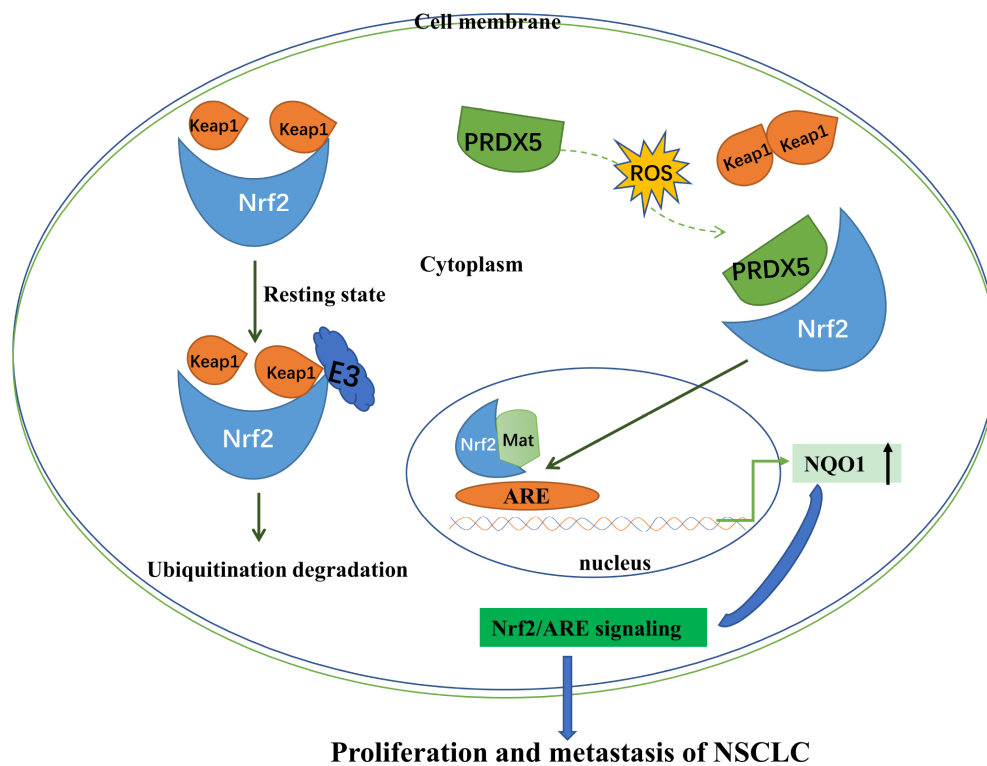 Cell membrane
Keap1
Keap1
Nrf2
PRDX5
ROS
Keap1
Keap1
PRDX5
Nrf2
Cytoplasm
Resting state
Keap1
Keap1
E3
Nrf2
Ubiquitination degradation
Nrf2
Mat
ARE
nucleus
NQO1
Nrf2/ARE signaling
Proliferation and metastasis of NSCLC